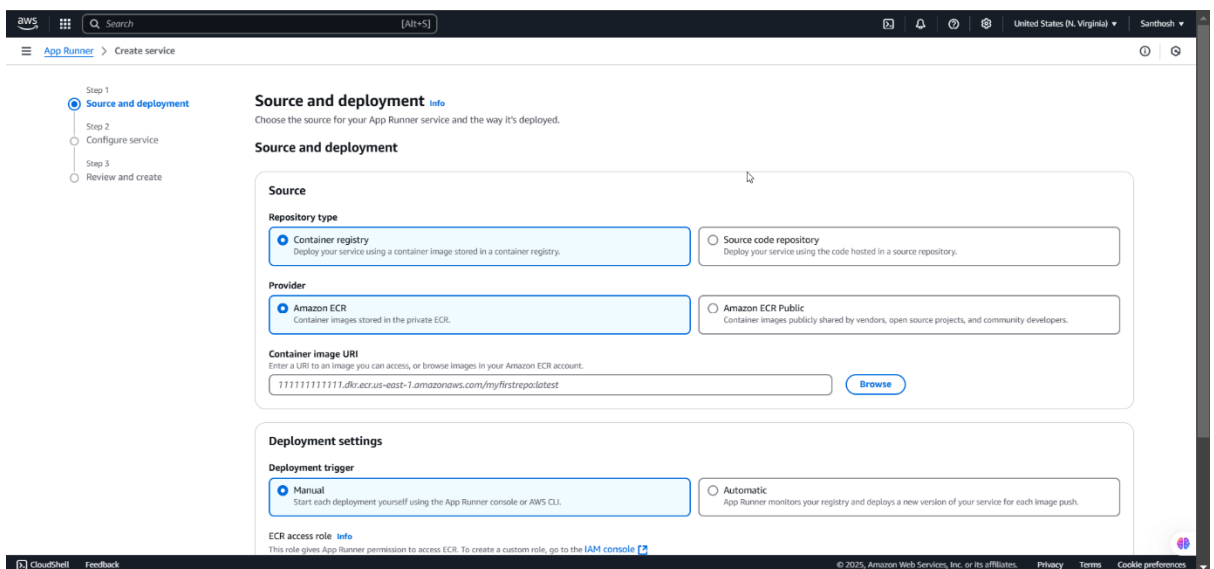 aws
Search [Alt+S] United States (N. Virginia) Santhosh
App Runner > Create service
Step 1
Source and deployment
Step 2
Configure service
Step 3
Review and create
Source and deployment Info
Choose the source for your App Runner service and the way it's deployed.
Source and deployment
Source
Repository type
Container registry
Deploy your service using a container image stored in a container registry.
Source code repository
Deploy your service using the code hosted in a source repository.
Provider
Amazon ECR
Container images stored in the private ECR.
Amazon ECR Public
Container images publicly shared by vendors, open source projects, and community developers.
Container image URI
Enter a URI to an image you can access, or browse images in your Amazon ECR account.
111111111111.dkr.ecr.us-east-1.amazonaws.com/myfirstrepo:latest
Browse
Deployment settings
Deployment trigger
Manual
Start each deployment yourself using the App Runner console or AWS CLI.
Automatic
App Runner monitors your registry and deploys a new version of your service for each image push.
ECR access role Info
This role gives App Runner permission to access ECR. To create a custom role, go to the IAM console
CloudShell Feedback © 2025, Amazon Web Services, Inc. or its affiliates. Privacy Terms Cookie preferences